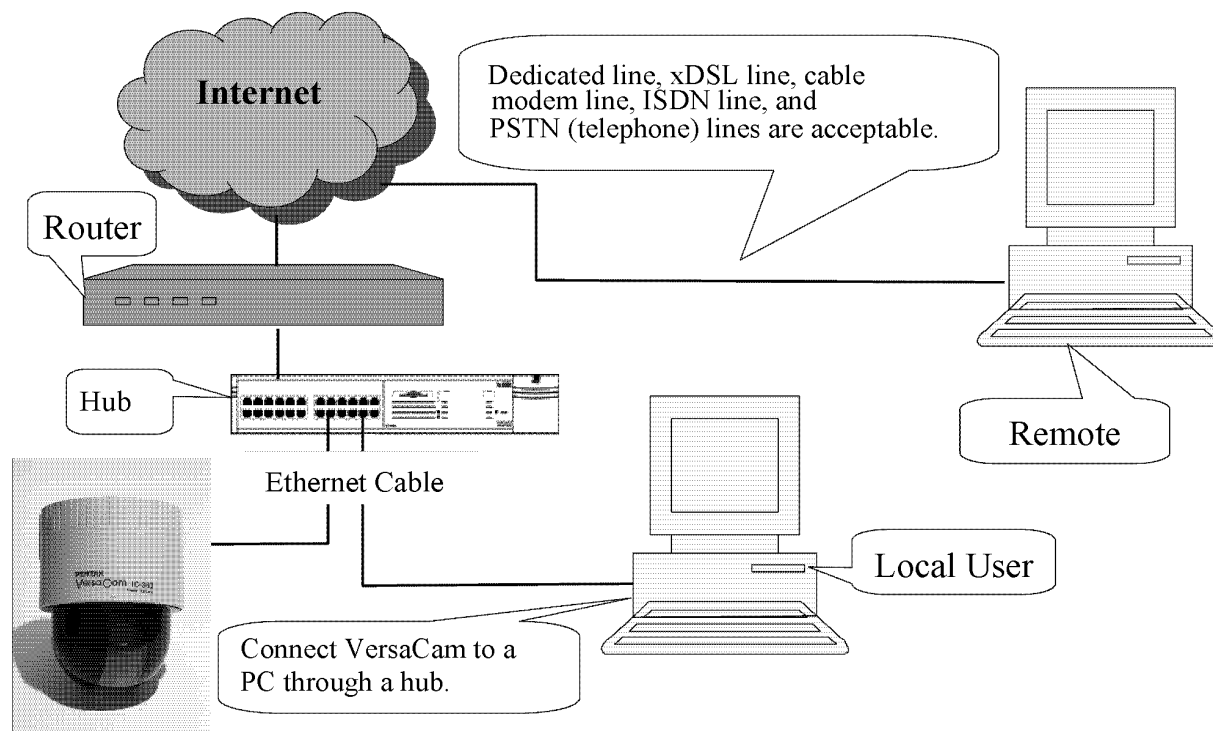 Internet
Dedicated line, xDSL line, cable
modem line, ISDN line, and
PSTN (telephone) lines are acceptable.
Router
Hub
Remote
Ethernet Cable
PENTAX
VersaCam
Local User
Connect VersaCam to a
PC through a hub.